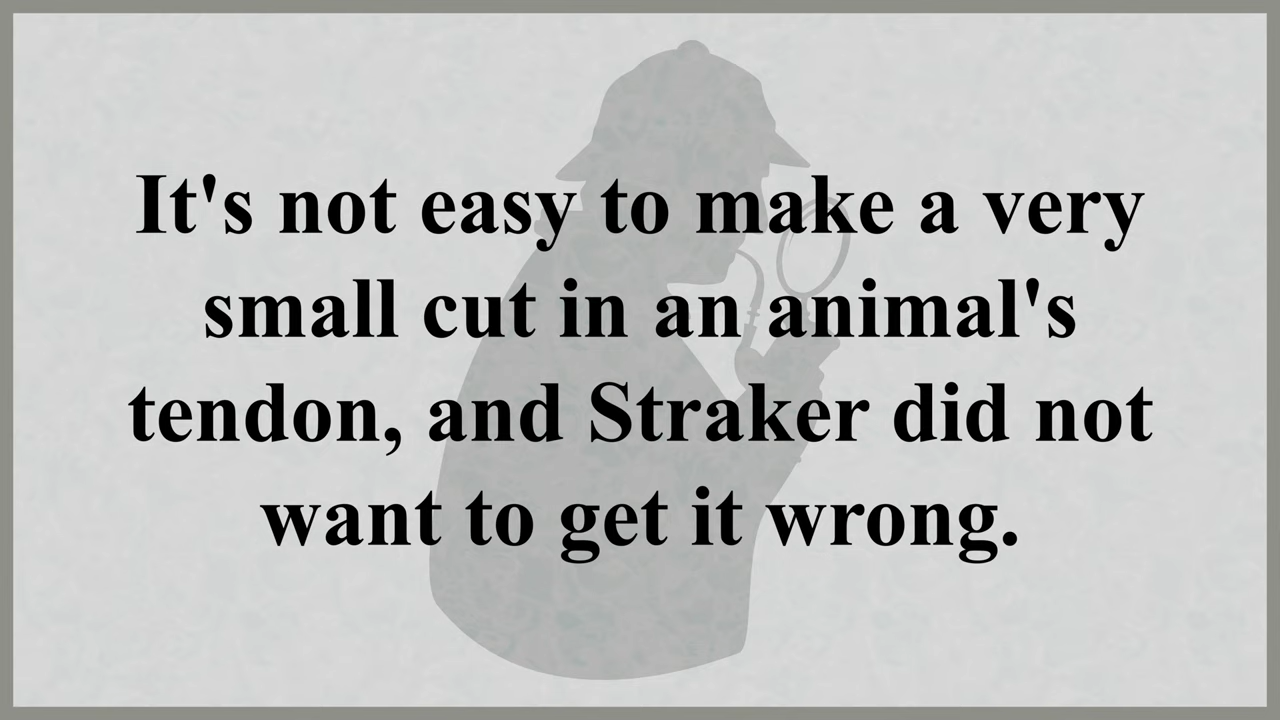 It's not easy to make a very
small cut in an animal's
tendon, and Straker did not
want to get it wrong.